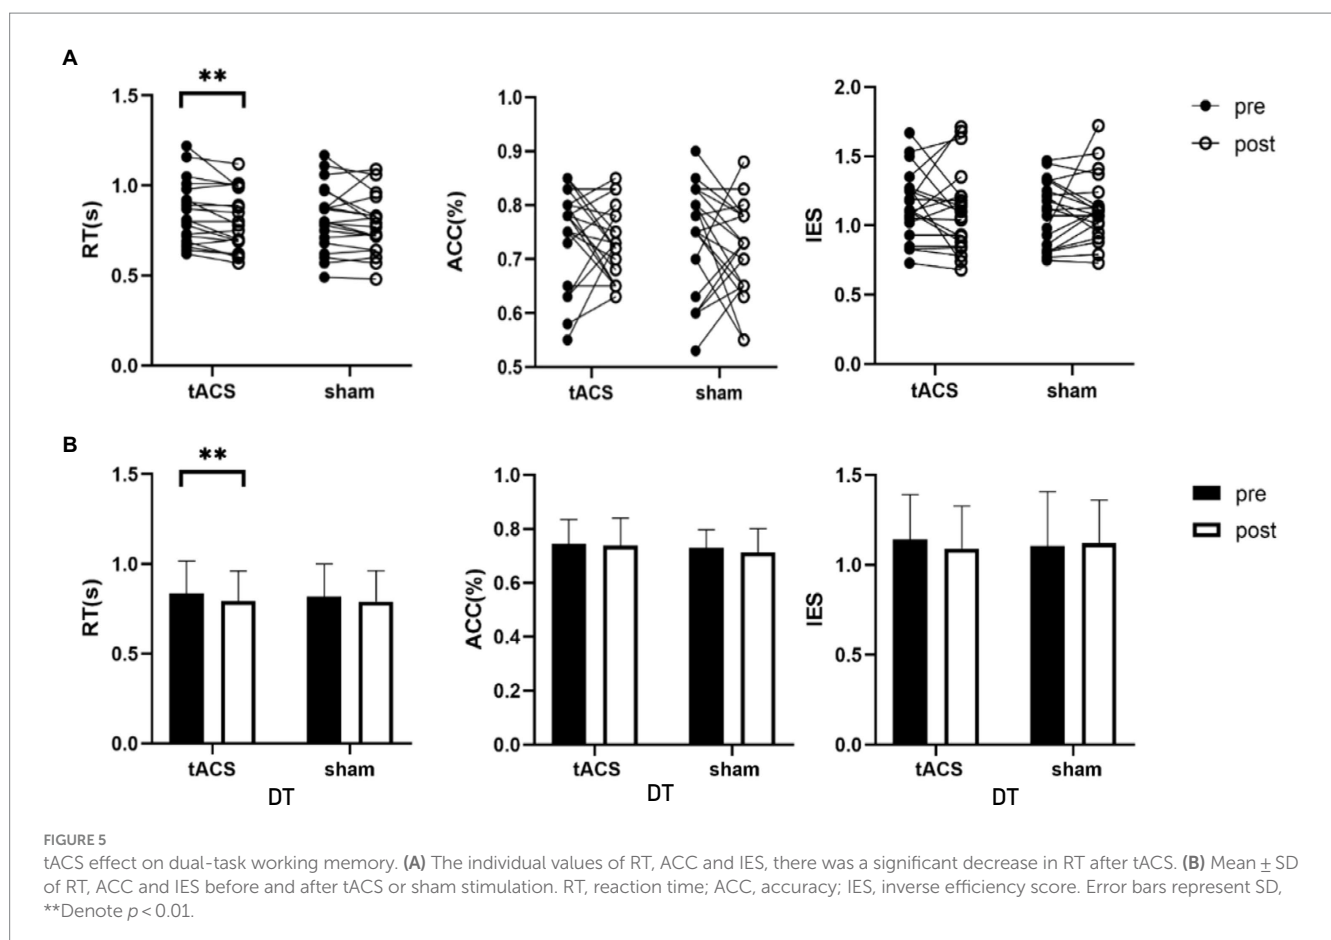 A
**
1.5
1.0
0.5
0.0
RT(s)
tACS
sham
1.0
0.9
0.8
0.7
0.6
0.5
ACC(%)
tACS
sham
2.0
1.5
1.0
0.5
0.0
IES
tACS
sham
pre
post
B
**
1.5
1.0
0.5
0.0
RT(s)
tACS
sham
DT
1.0
0.8
0.6
0.4
0.2
0.0
ACC(%)
tACS
sham
DT
1.5
1.0
0.5
0.0
IES
tACS
sham
DT
pre
post
FIGURE 5
tACS effect on dual-task working memory. (A) The individual values of RT, ACC and IES, there was a significant decrease in RT after tACS. (B) Mean ± SD
of RT, ACC and IES before and after tACS or sham stimulation. RT, reaction time; ACC, accuracy; IES, inverse efficiency score. Error bars represent SD,
**Denote p < 0.01.